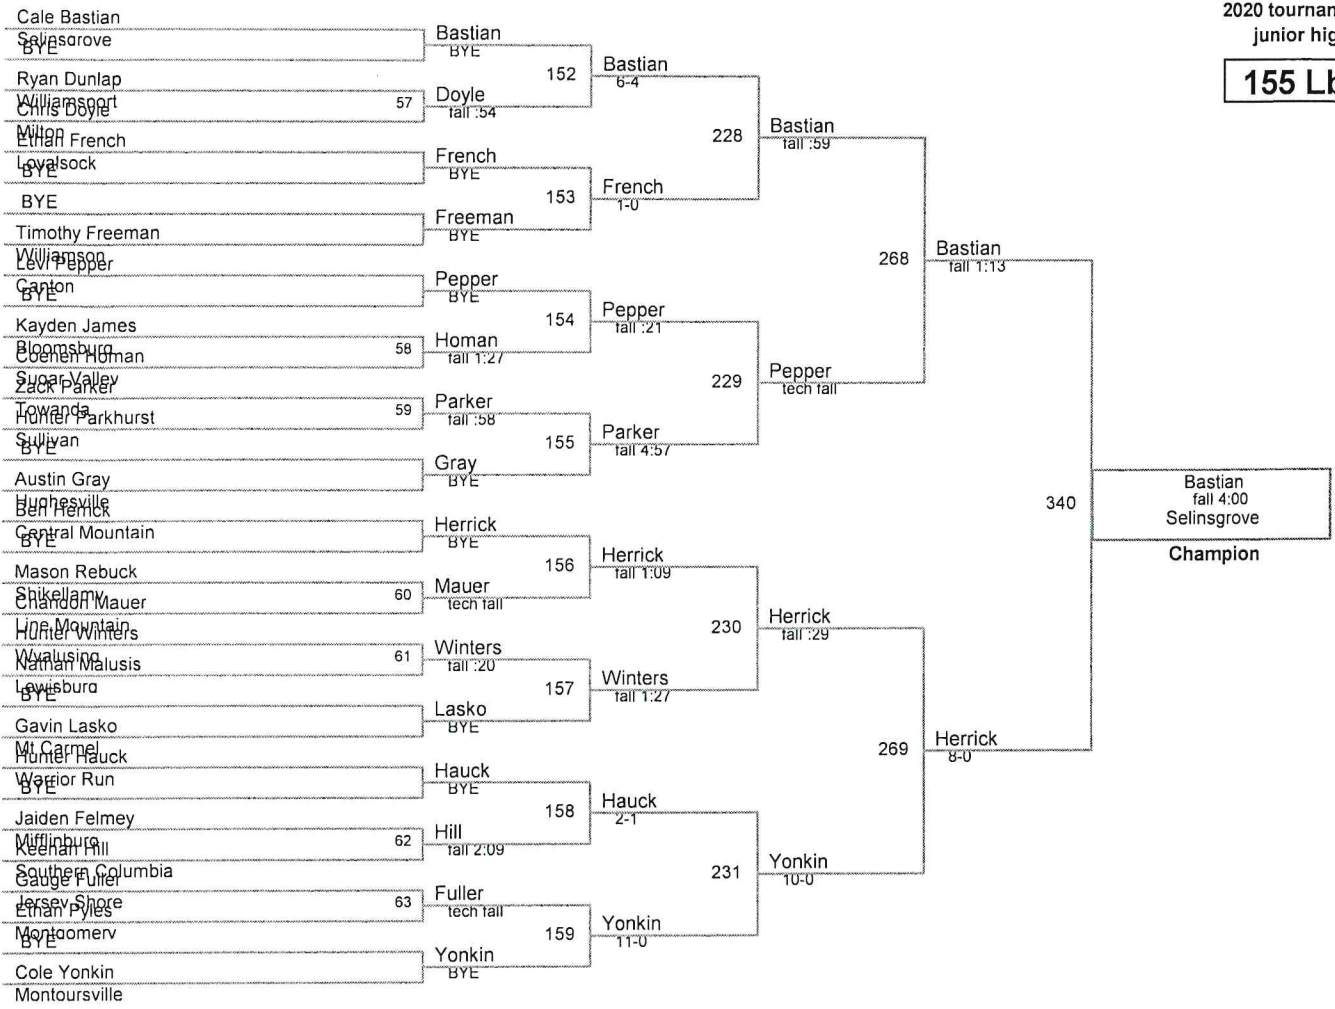 2020 tournam
junior hig
155 Lb
Cale Bastian
Selinsgrove
BYE
Ryan Dunlap
Williamsport
57
Chris Doyle
Milton
Ethan French
Loyalsock
BYE
BYE
Timothy Freeman
Williamson
Levi Pepper
Canton
BYE
Kayden James
Bloomsburg
58
Coenen Homan
Sugar Valley
Zack Parker
Towanda
59
Hunter Parkhurst
Sullivan
BYE
Austin Gray
Hughesville
Ben Herrick
Central Mountain
BYE
Mason Rebuck
Shikellamy
60
Chandon Mauer
Line Mountain
Hunter Winters
Wyalusing
61
Nathan Malusis
Lewisburg
BYE
Gavin Lasko
Mt Carmel
Hunter Hauck
Warrior Run
BYE
Jaiden Felmey
Mifflinburg
62
Keenan Hill
Southern Columbia
Gauge Fuller
Jersey Shore
63
Ethan Pyles
Montgomery
BYE
Cole Yonkin
Montoursville
Bastian
BYE
152
Doyle
fall :54
French
BYE
153
Freeman
BYE
Pepper
BYE
154
Homan
fall 1:27
Parker
fall :58
155
Gray
BYE
Herrick
BYE
156
Mauer
tech fall
Winters
fall :20
157
Lasko
BYE
Hauck
BYE
158
Hill
fall 2:09
Fuller
tech fall
159
Yonkin
BYE
Bastian
6-4
228
French
1-0
Pepper
fall :21
229
Parker
fall 4:57
Herrick
fall 1:09
230
Winters
fall 1:27
Hauck
2-1
231
Yonkin
11-0
Bastian
fall :59
268
Pepper
tech fall
Herrick
fall :29
269
Yonkin
10-0
Bastian
fall 1:13
340
Herrick
8-0
Bastian
fall 4:00
Selinsgrove
Champion